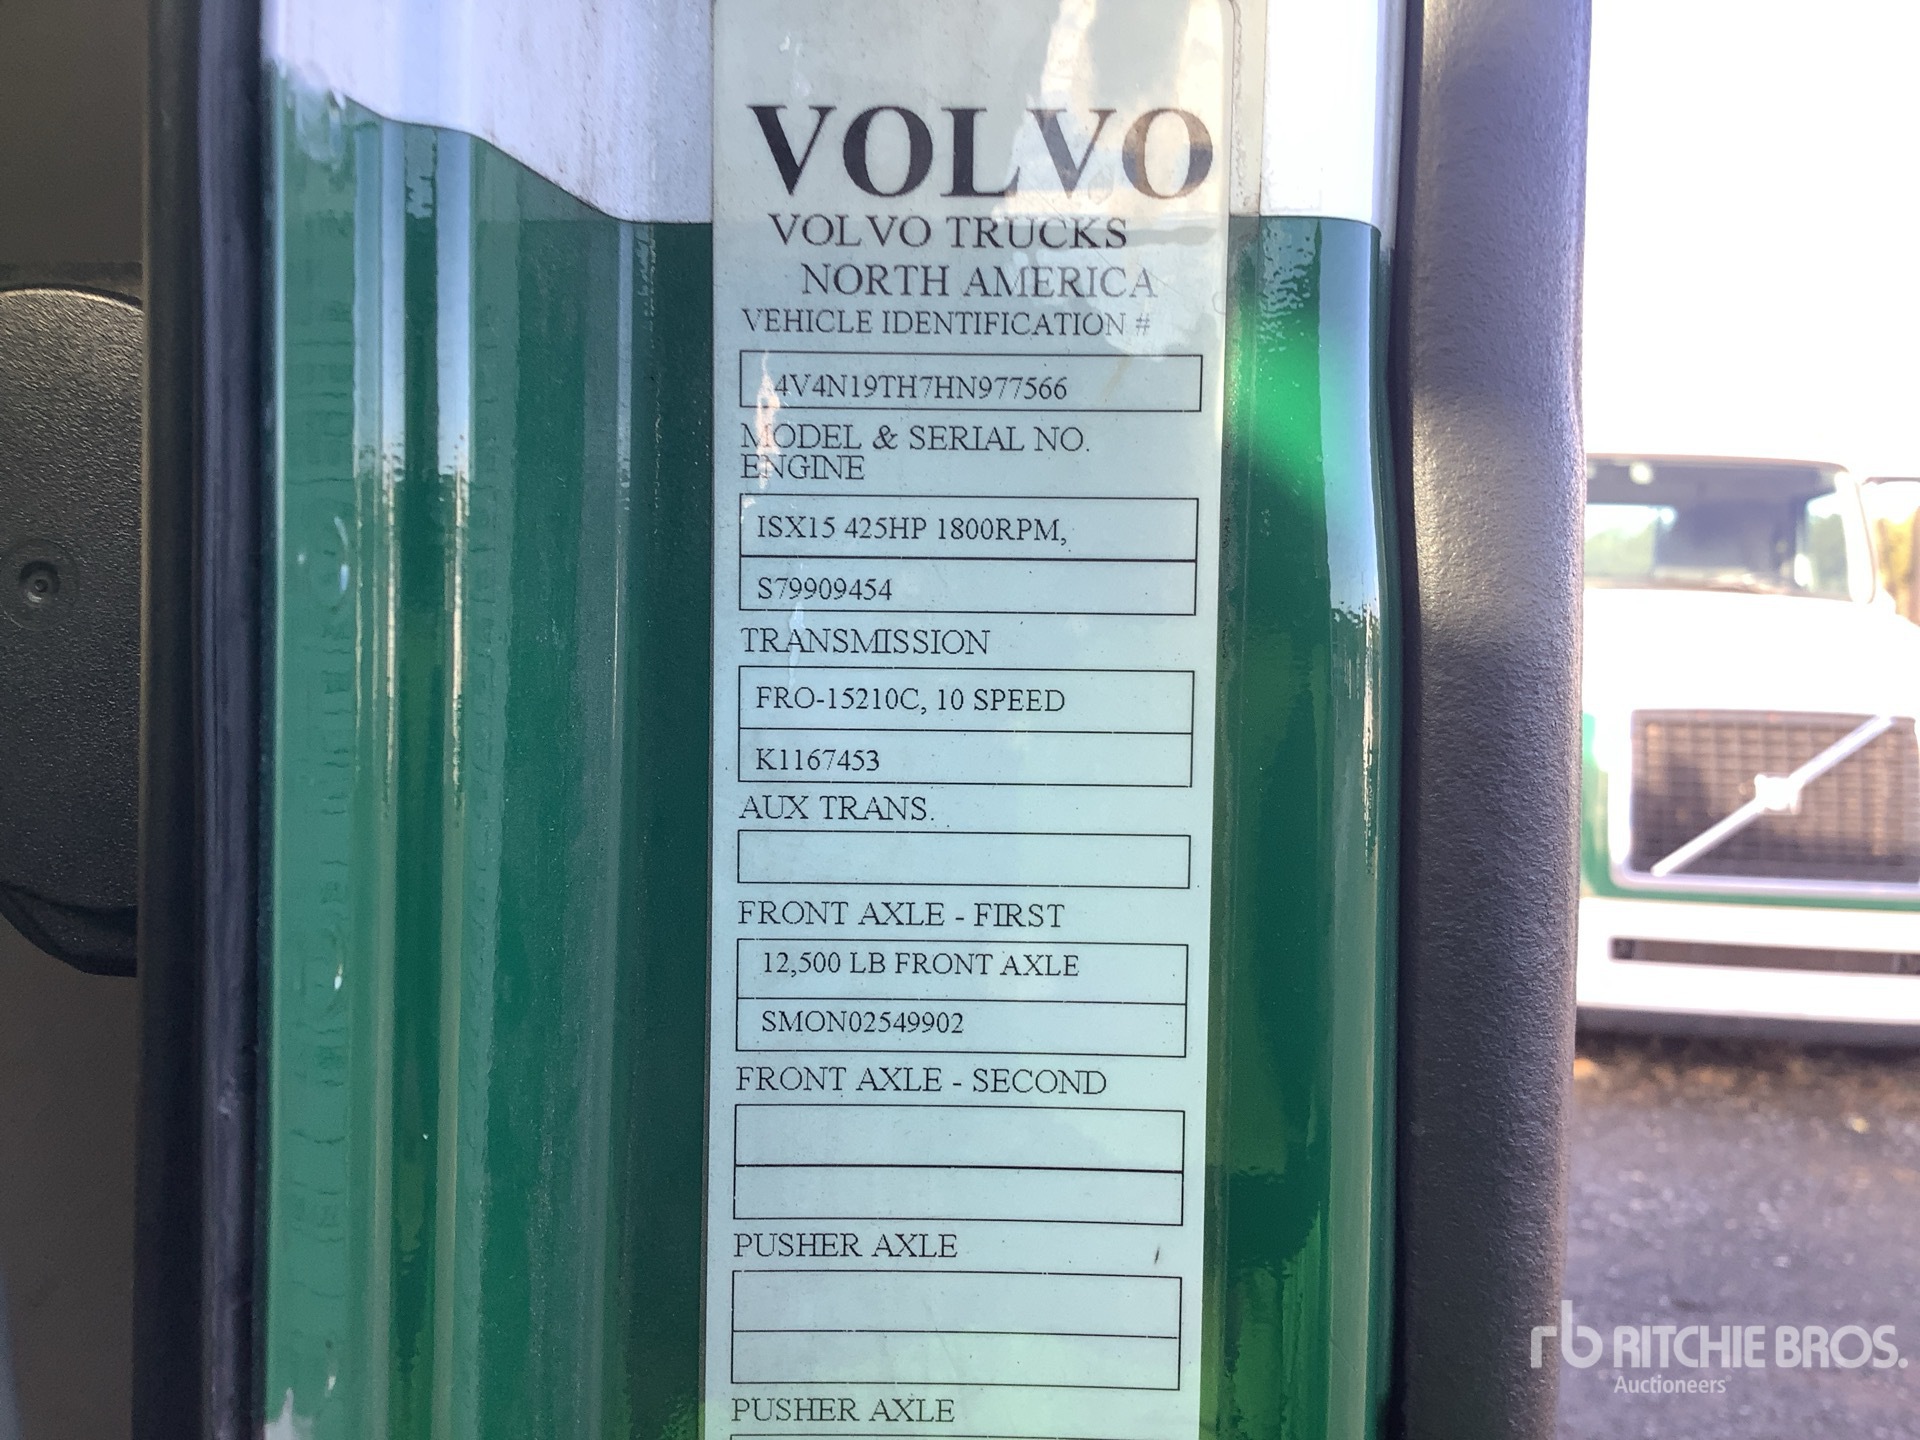 VOLVO
VOLVO TRUCKS
NORTH AMERICA
VEHICLE IDENTIFICATION #
4V4N19TH7HN977566
MODEL & SERIAL NO.
ENGINE
ISX15 425HP 1800RPM,
S79909454
TRANSMISSION
FRO-15210C, 10 SPEED
K1167453
AUX TRANS.
FRONT AXLE - FIRST
12,500 LB FRONT AXLE
SMON02549902
FRONT AXLE - SECOND
PUSHER AXLE
PUSHER AXLE
rb RITCHIE BROS.
Auctioneers